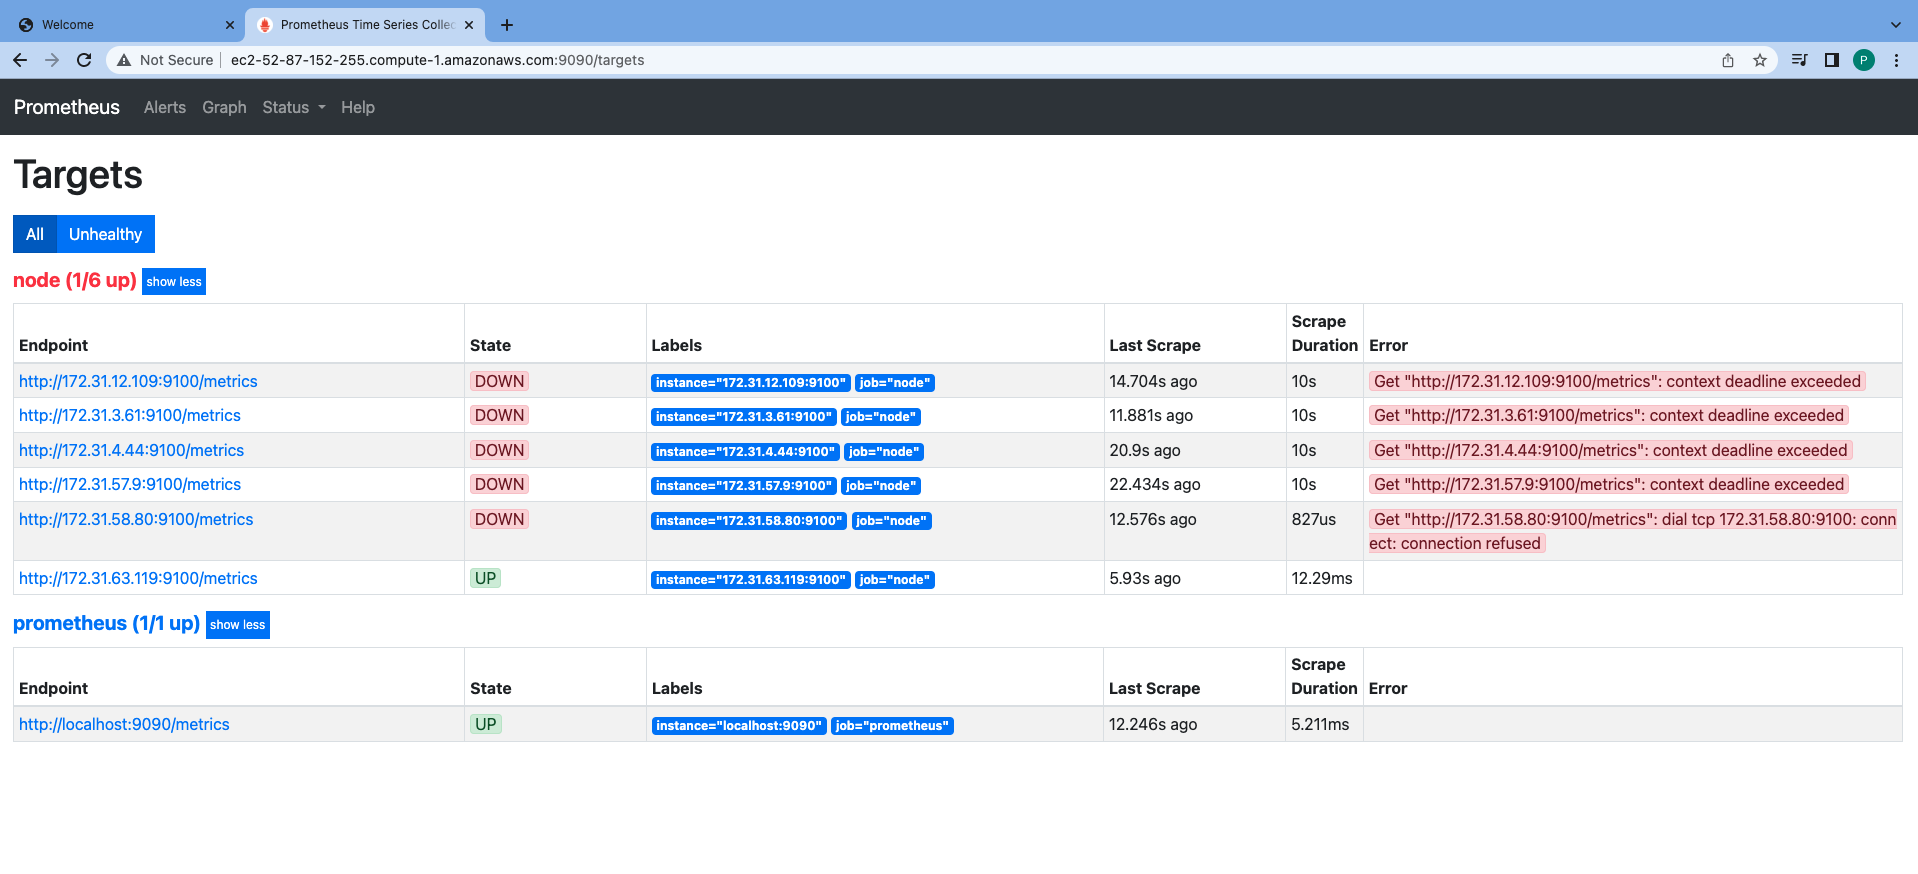 Welcome
Prometheus Time Series Collec
Not Secure ec2-52-87-152-255.compute-1.amazonaws.com:9090/targets
P
Prometheus Alerts Graph Status Help
Targets
All Unhealthy
node (1/6 up) show less
Endpoint State Labels Last Scrape Scrape Duration Error
http://172.31.12.109:9100/metrics DOWN instance="172.31.12.109:9100" job="node" 14.704s ago 10s Get "http://172.31.12.109:9100/metrics": context deadline exceeded
http://172.31.3.61:9100/metrics DOWN instance="172.31.3.61:9100" job="node" 11.881s ago 10s Get "http://172.31.3.61:9100/metrics": context deadline exceeded
http://172.31.4.44:9100/metrics DOWN instance="172.31.4.44:9100" job="node" 20.9s ago 10s Get "http://172.31.4.44:9100/metrics": context deadline exceeded
http://172.31.57.9:9100/metrics DOWN instance="172.31.57.9:9100" job="node" 22.434s ago 10s Get "http://172.31.57.9:9100/metrics": context deadline exceeded
http://172.31.58.80:9100/metrics DOWN instance="172.31.58.80:9100" job="node" 12.576s ago 827us Get "http://172.31.58.80:9100/metrics": dial tcp 172.31.58.80:9100: conn
ect: connection refused
http://172.31.63.119:9100/metrics UP instance="172.31.63.119:9100" job="node" 5.93s ago 12.29ms
prometheus (1/1 up) show less
Endpoint State Labels Last Scrape Scrape Duration Error
http://localhost:9090/metrics UP instance="localhost:9090" job="prometheus" 12.246s ago 5.211ms